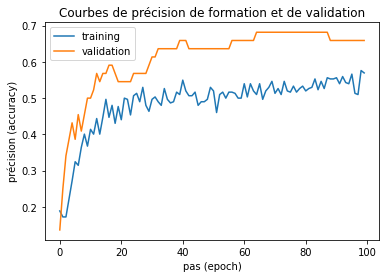 Courbes de précision de formation et de validation
training
validation
précision (accuracy)
0.7
0.6
0.5
0.4
0.3
0.2
0 20 40 60 80 100
pas (epoch)